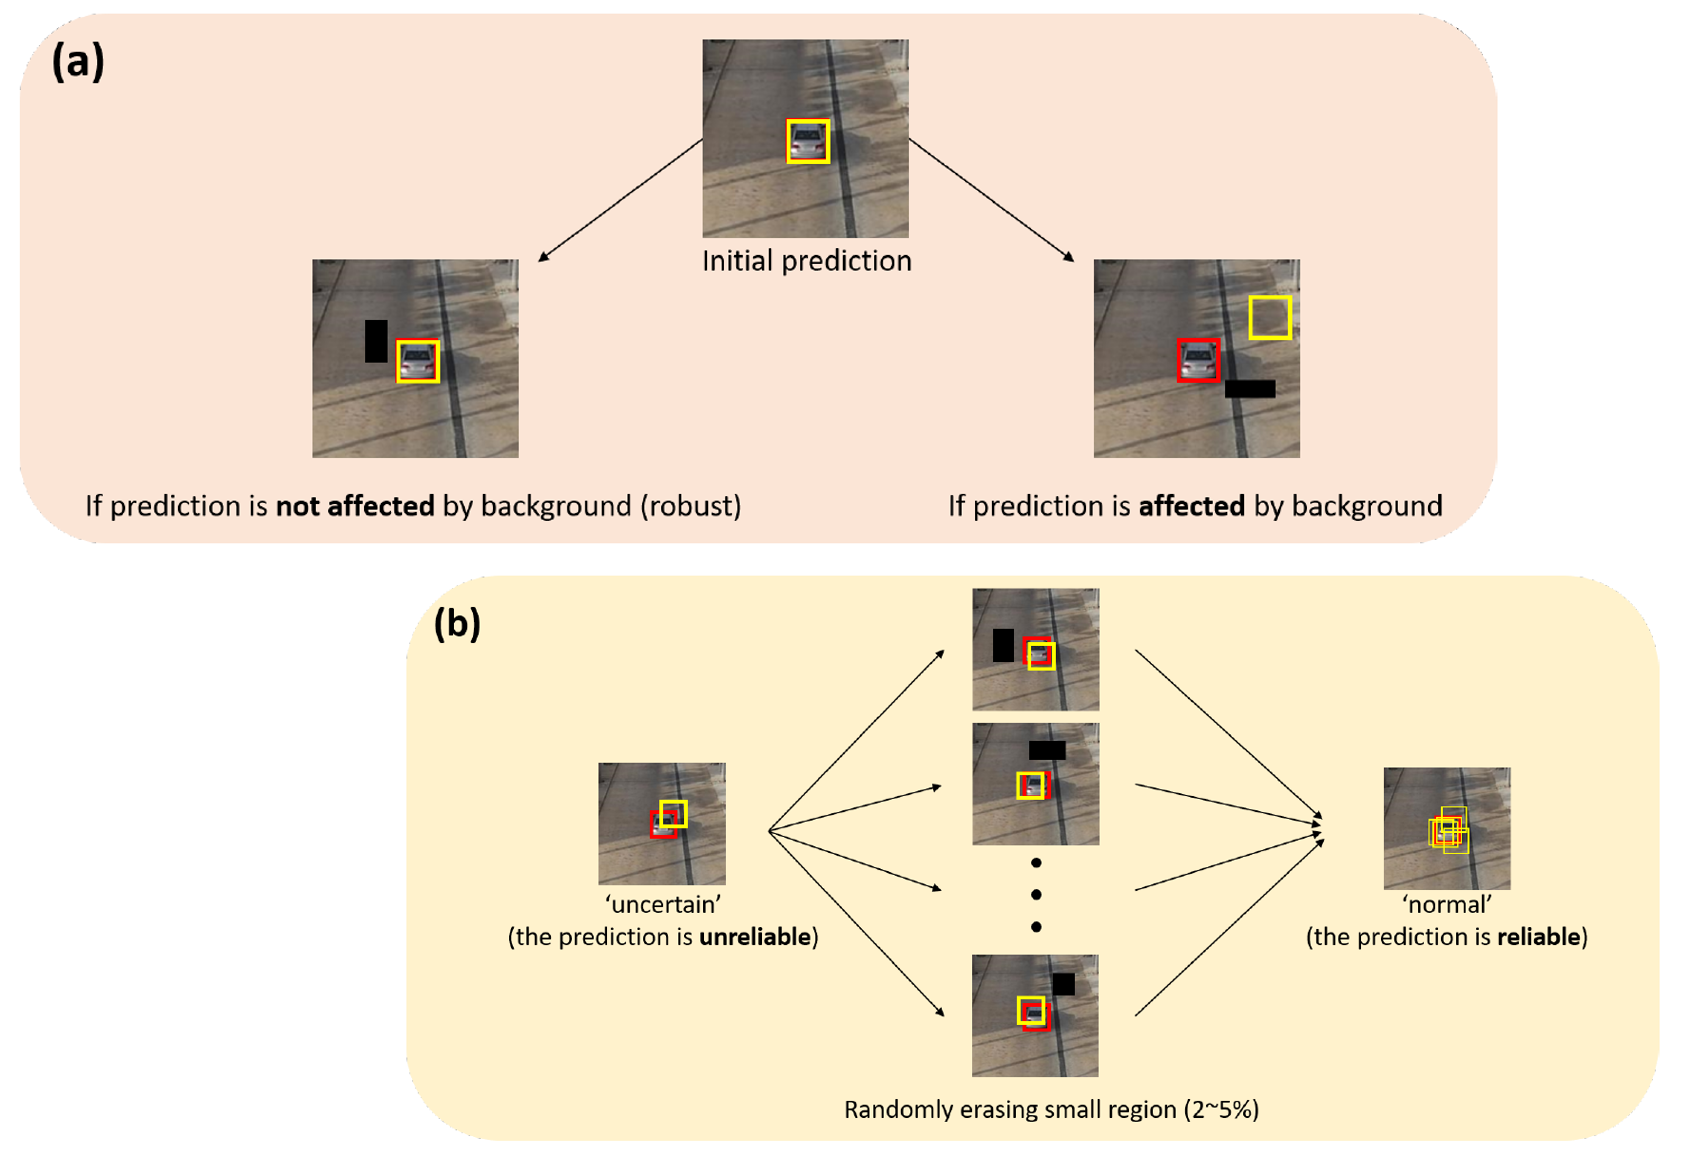 (a)
Initial prediction
If prediction is not affected by background (robust)
If prediction is affected by background
(b)
‘uncertain’
(the prediction is unreliable)
‘normal’
(the prediction is reliable)
Randomly erasing small region (2~5%)